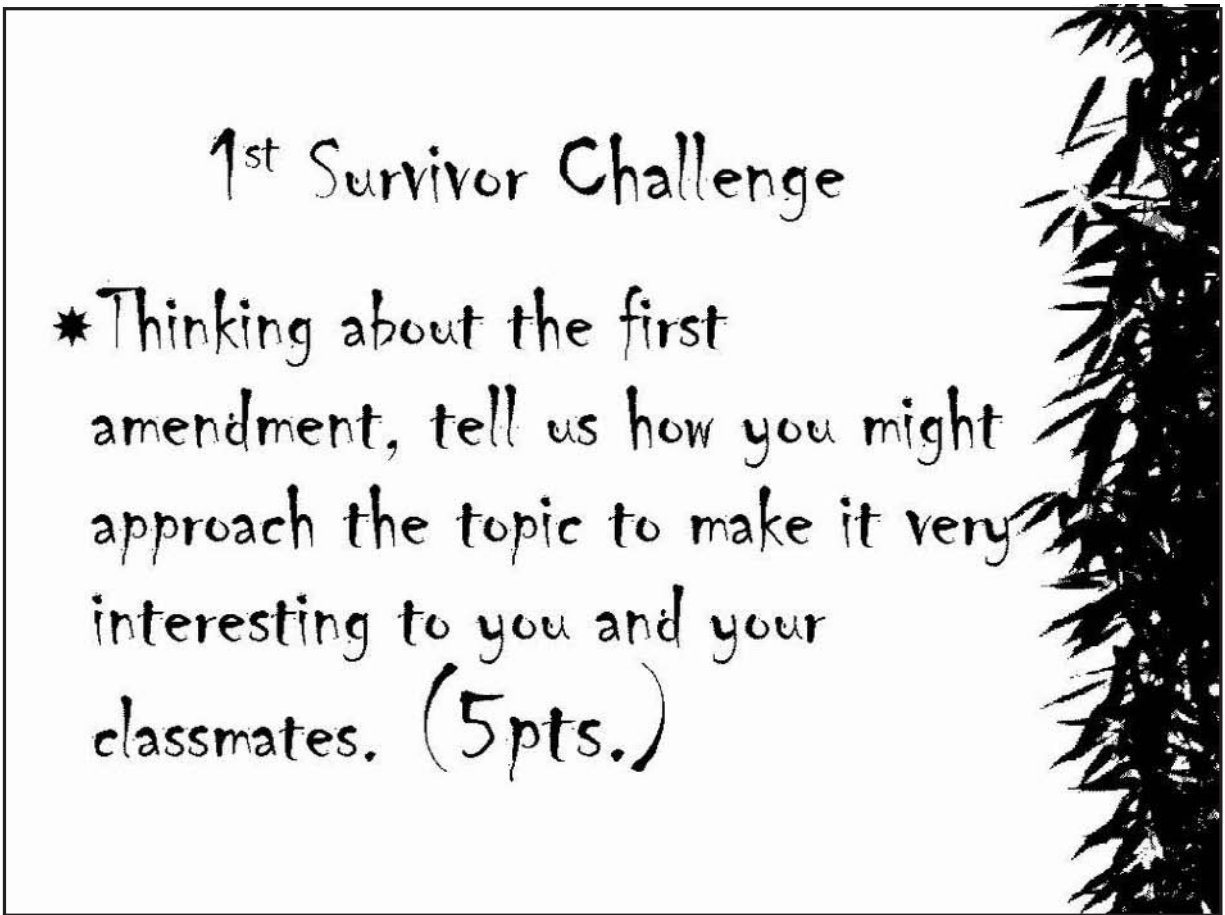 1st Survivor Challenge
Thinking about the first
amendment, tell us how you might
approach the topic to make it very
interesting to you and your
classmates. (5pts.)